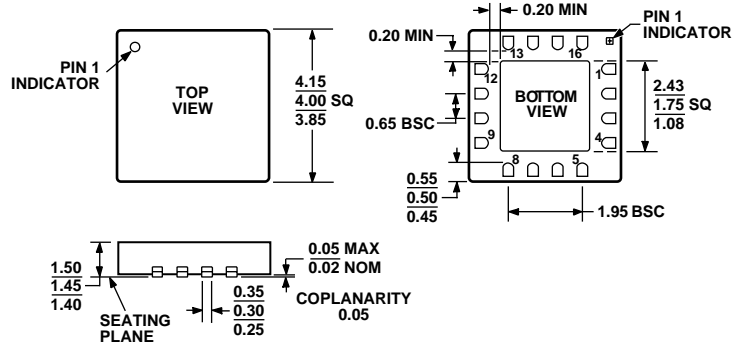 PIN 1
INDICATOR
TOP
VIEW
4.15
4.00 SQ
3.85
0.20 MIN
0.20 MIN
PIN 1
INDICATOR
13
16
12
1
9
4
8
5
BOTTOM
VIEW
0.65 BSC
2.43
1.75 SQ
1.08
0.55
0.50
0.45
1.95 BSC
1.50
1.45
1.40
SEATING
PLANE
0.05 MAX
0.02 NOM
0.35
0.30
0.25
COPLANARITY
0.05